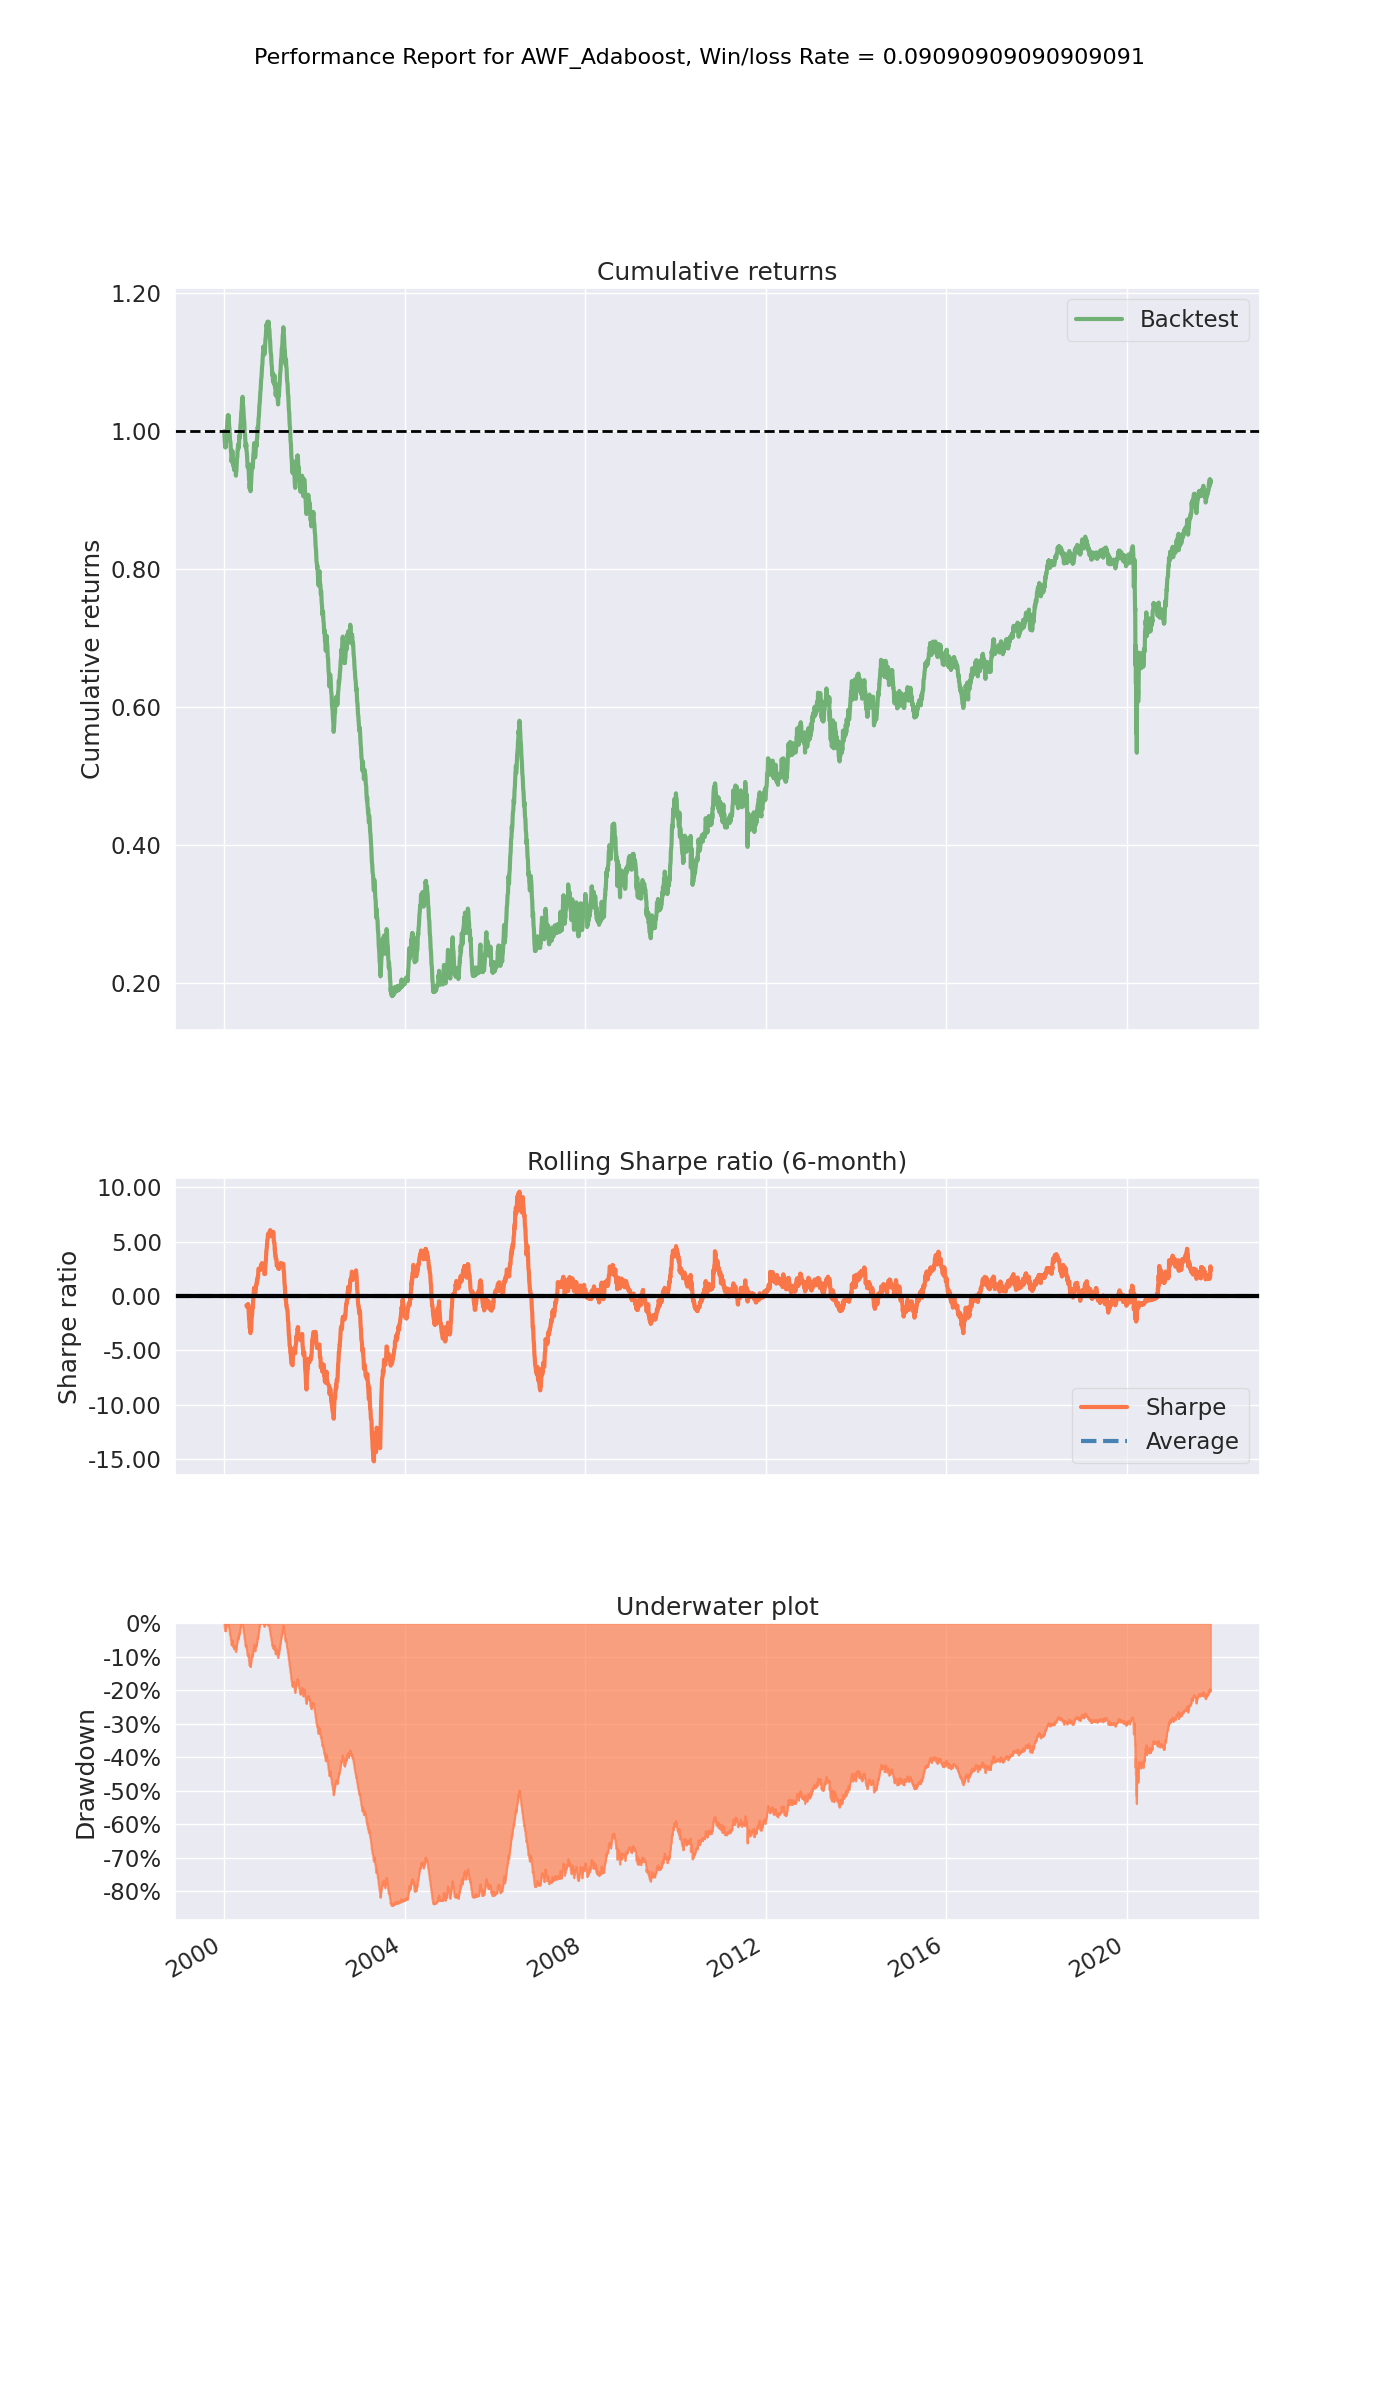 Performance Report for AWF_Adaboost, Win/loss Rate = 0.09090909090909091
Cumulative returns
1.20
1.00
0.80
0.60
0.40
0.20
Cumulative returns
Backtest
Rolling Sharpe ratio (6-month)
10.00
5.00
0.00
-5.00
-10.00
-15.00
Sharpe ratio
Sharpe
Average
Underwater plot
0%
-10%
-20%
-30%
-40%
-50%
-60%
-70%
-80%
Drawdown
2000
2004
2008
2012
2016
2020